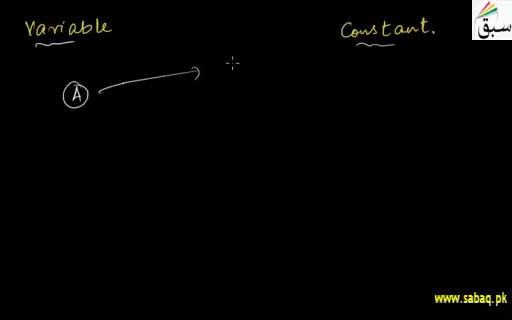 Variable
Constant.
سبق
A
www.sabaq.pk